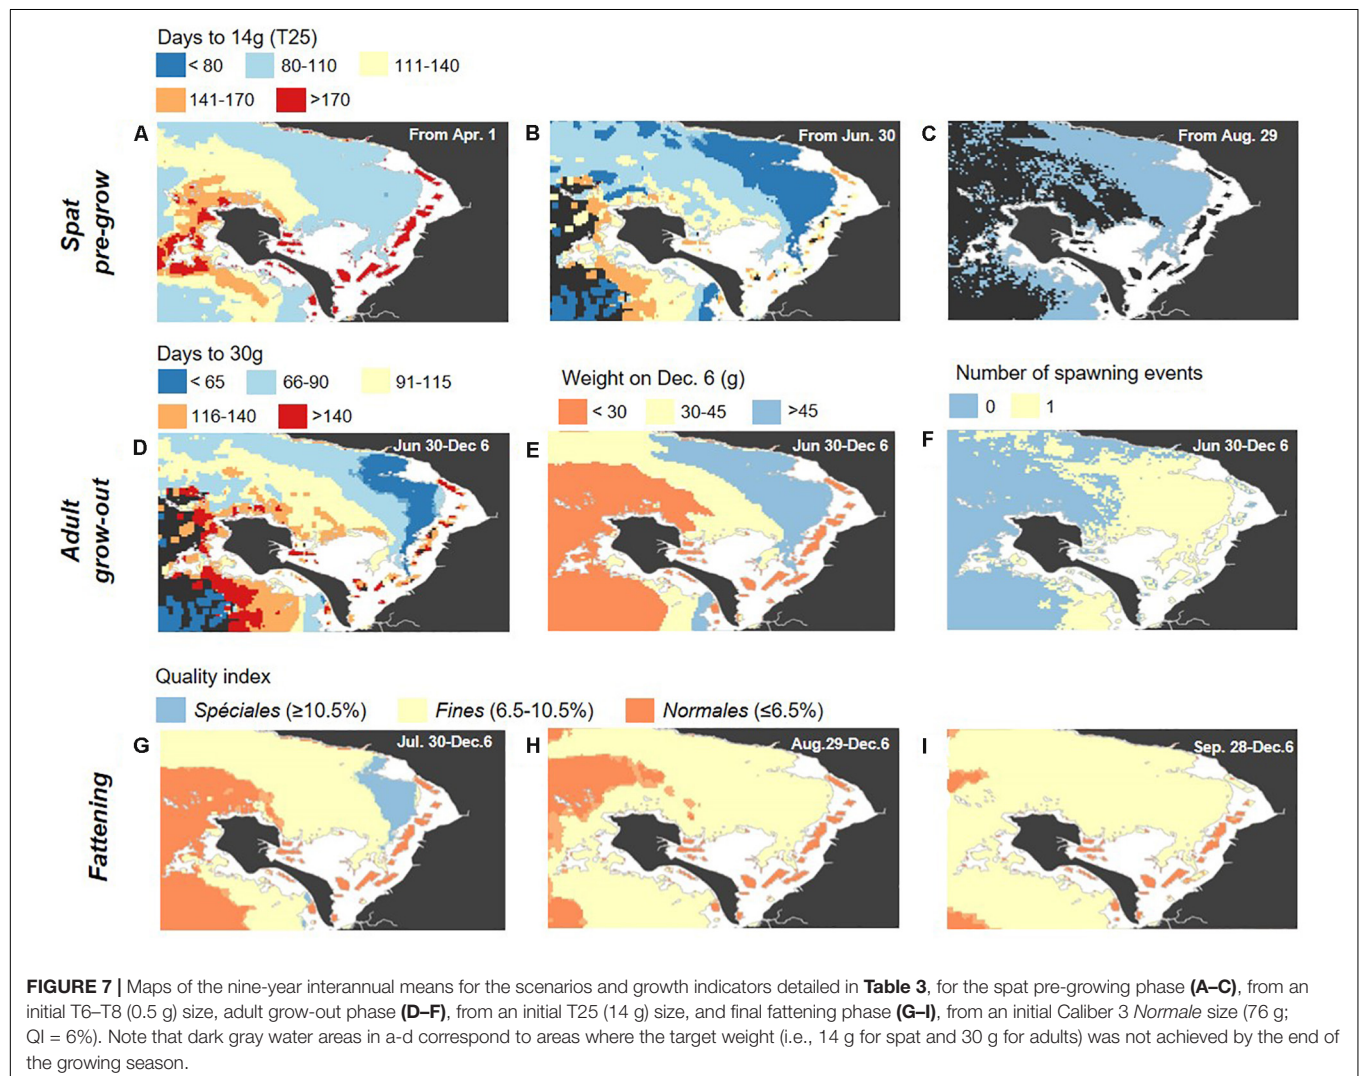 Days to 14g (T25)
< 80 80-110 111-140
141-170 >170
A From Apr. 1 B From Jun. 30 C From Aug. 29
Spat
pre-grow
Days to 30g
< 65 66-90 91-115
116-140 >140
Weight on Dec. 6 (g)
< 30 30-45 >45
Number of spawning events
0 1
D Jun 30-Dec 6 E Jun 30-Dec 6 F Jun 30-Dec 6
Adult
grow-out
Quality index
Spéciales (≥10.5%) Fines (6.5-10.5%) Normales (≤6.5%)
G Jul. 30-Dec.6 H Aug.29-Dec.6 I Sep. 28-Dec.6
Fattening
FIGURE 7 | Maps of the nine-year interannual means for the scenarios and growth indicators detailed in Table 3, for the spat pre-growing phase (A–C), from an
initial T6–T8 (0.5 g) size, adult grow-out phase (D–F), from an initial T25 (14 g) size, and final fattening phase (G–I), from an initial Caliber 3 Normale size (76 g;
QI = 6%). Note that dark gray water areas in a-d correspond to areas where the target weight (i.e., 14 g for spat and 30 g for adults) was not achieved by the end of
the growing season.